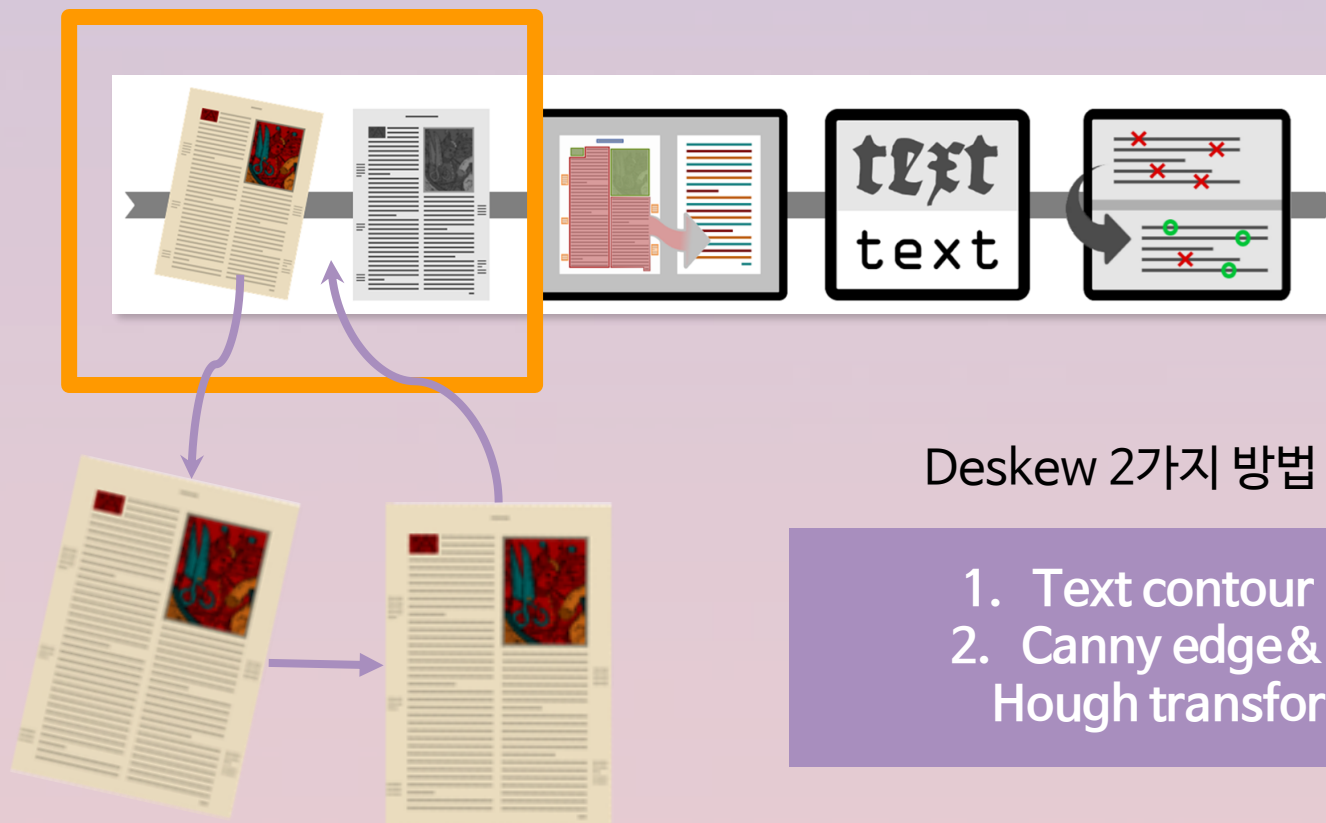 text
text
Deskew 2가지 방법
1. Text contour
2. Canny edge&
Hough transfor